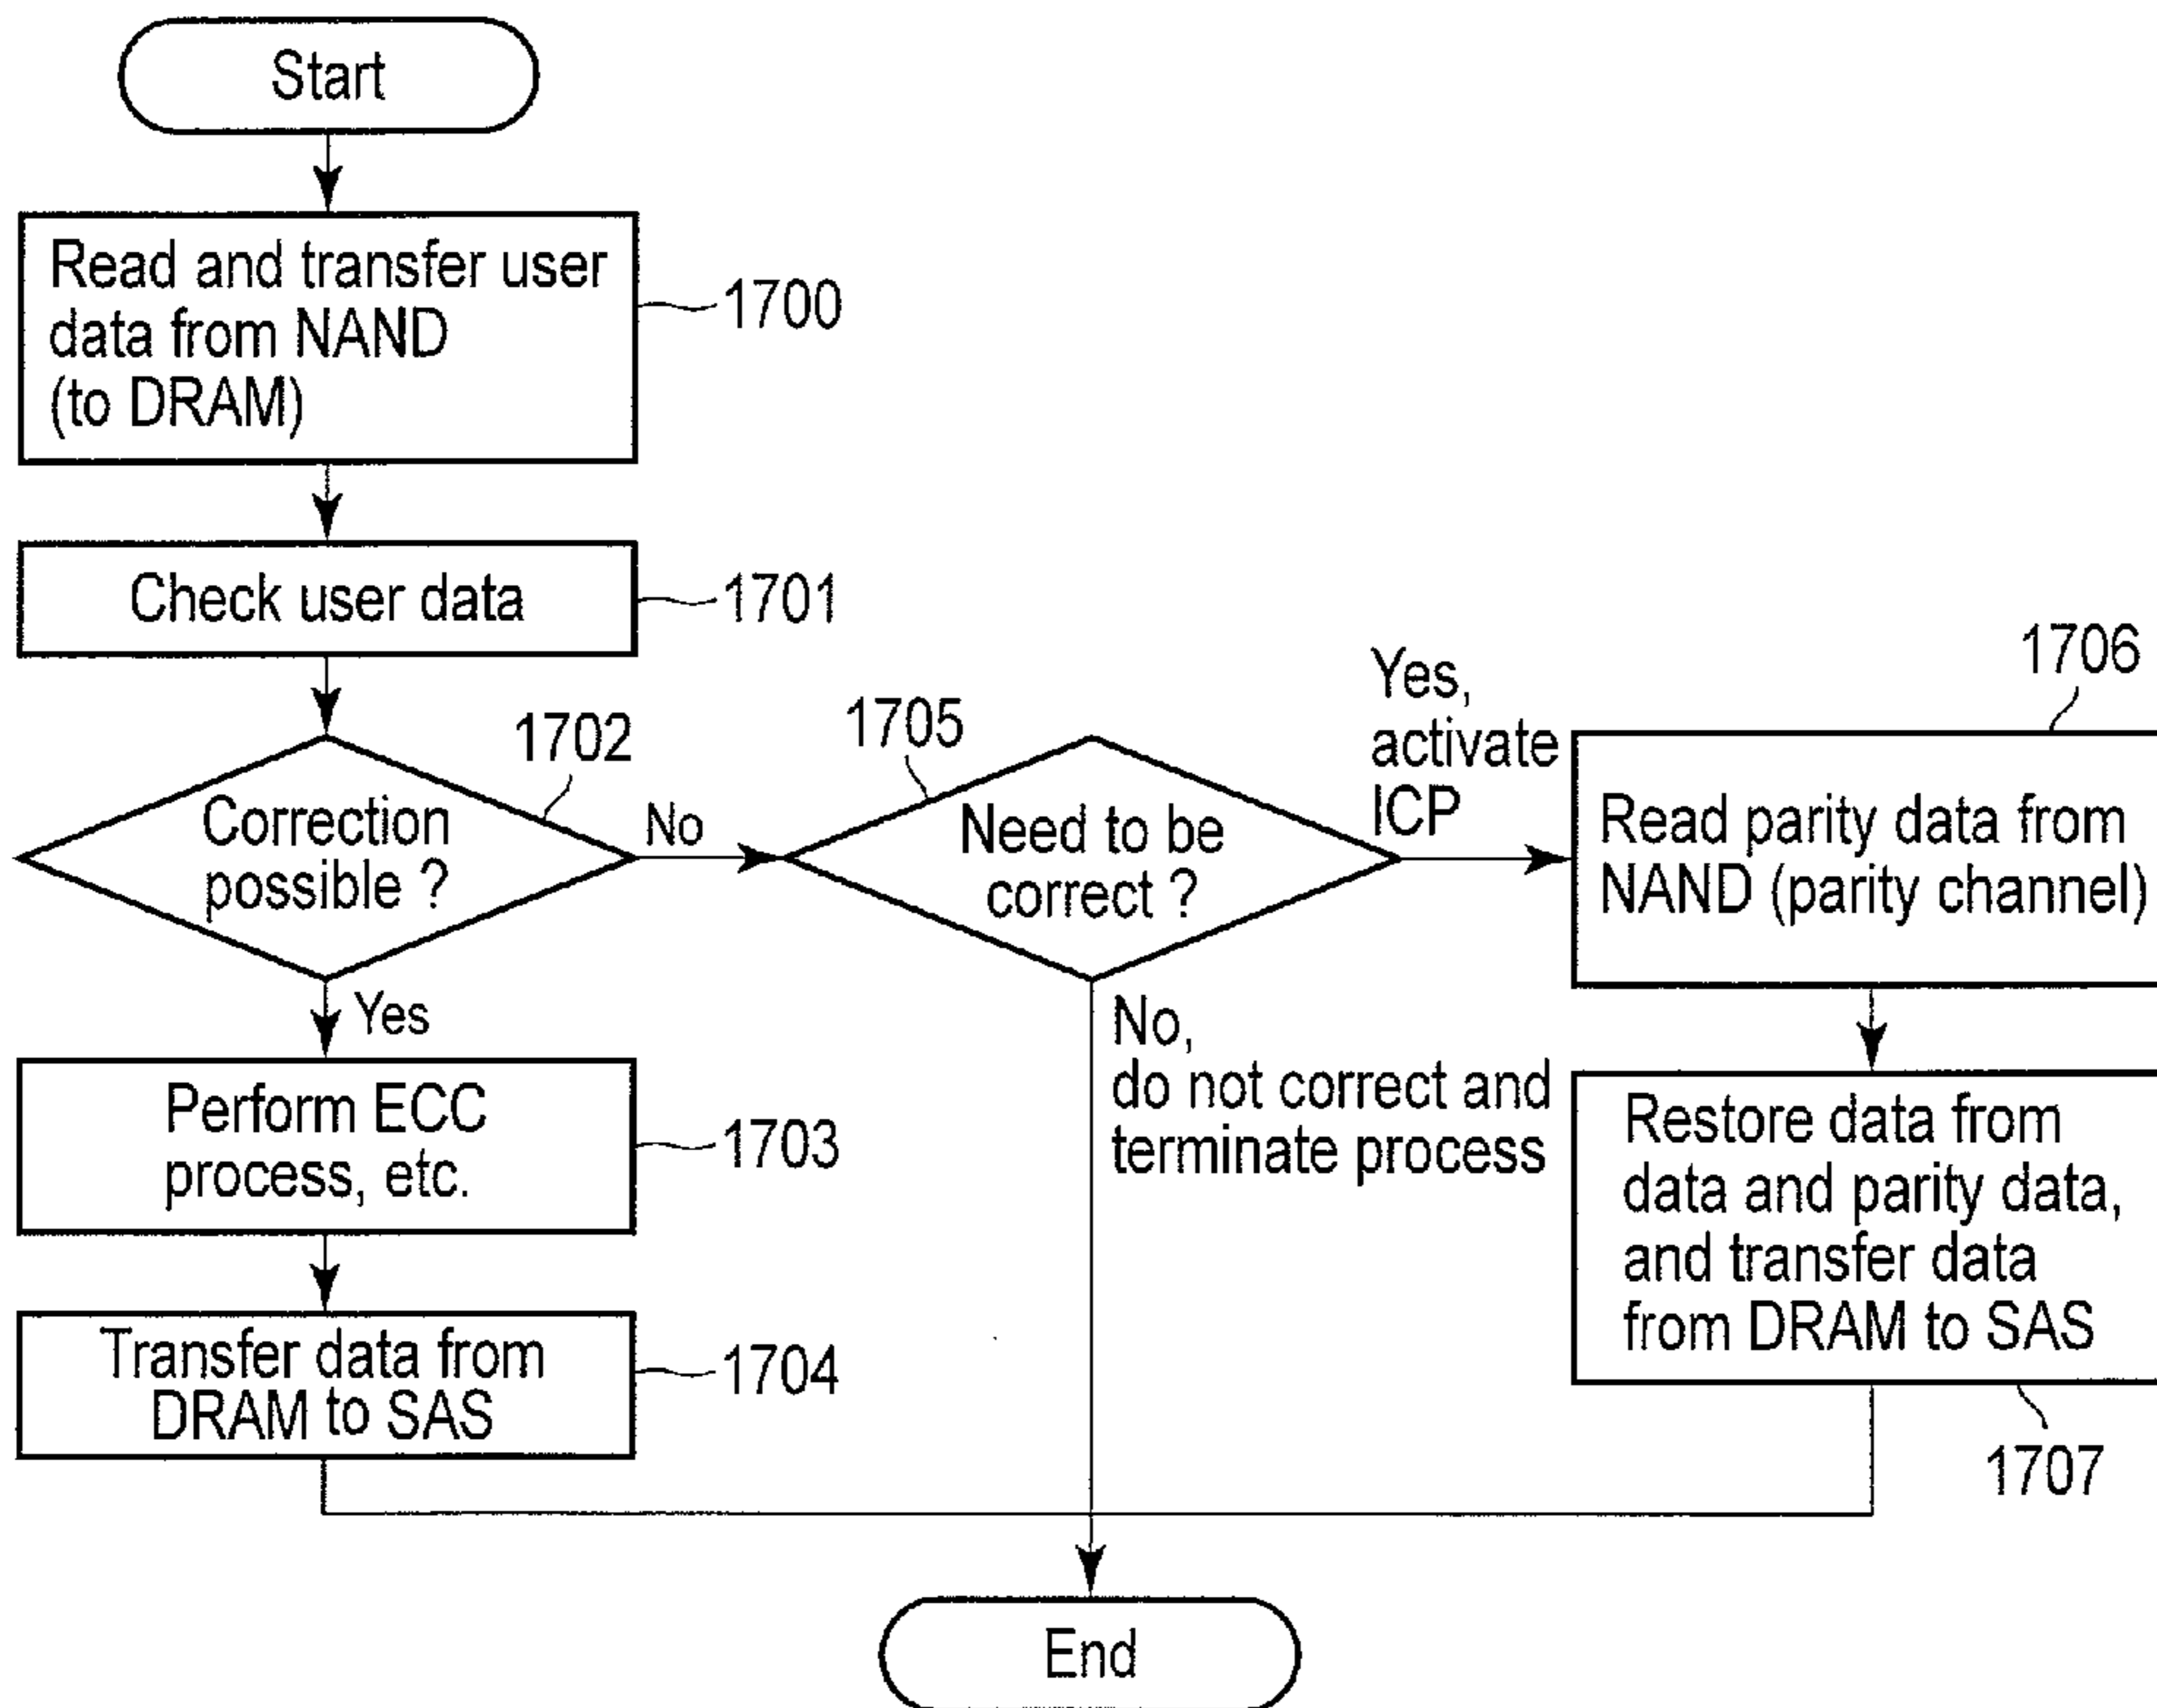 Start
Read and transfer user
data from NAND
(to DRAM)
1700
Check user data
1701
1702
Correction
possible ?
No
Yes
Perform ECC
process, etc.
1703
Transfer data from
DRAM to SAS
1704
1705
Need to be
correct ?
Yes,
activate
ICP
No,
do not correct and
terminate process
1706
Read parity data from
NAND (parity channel)
Restore data from
data and parity data,
and transfer data
from DRAM to SAS
1707
End